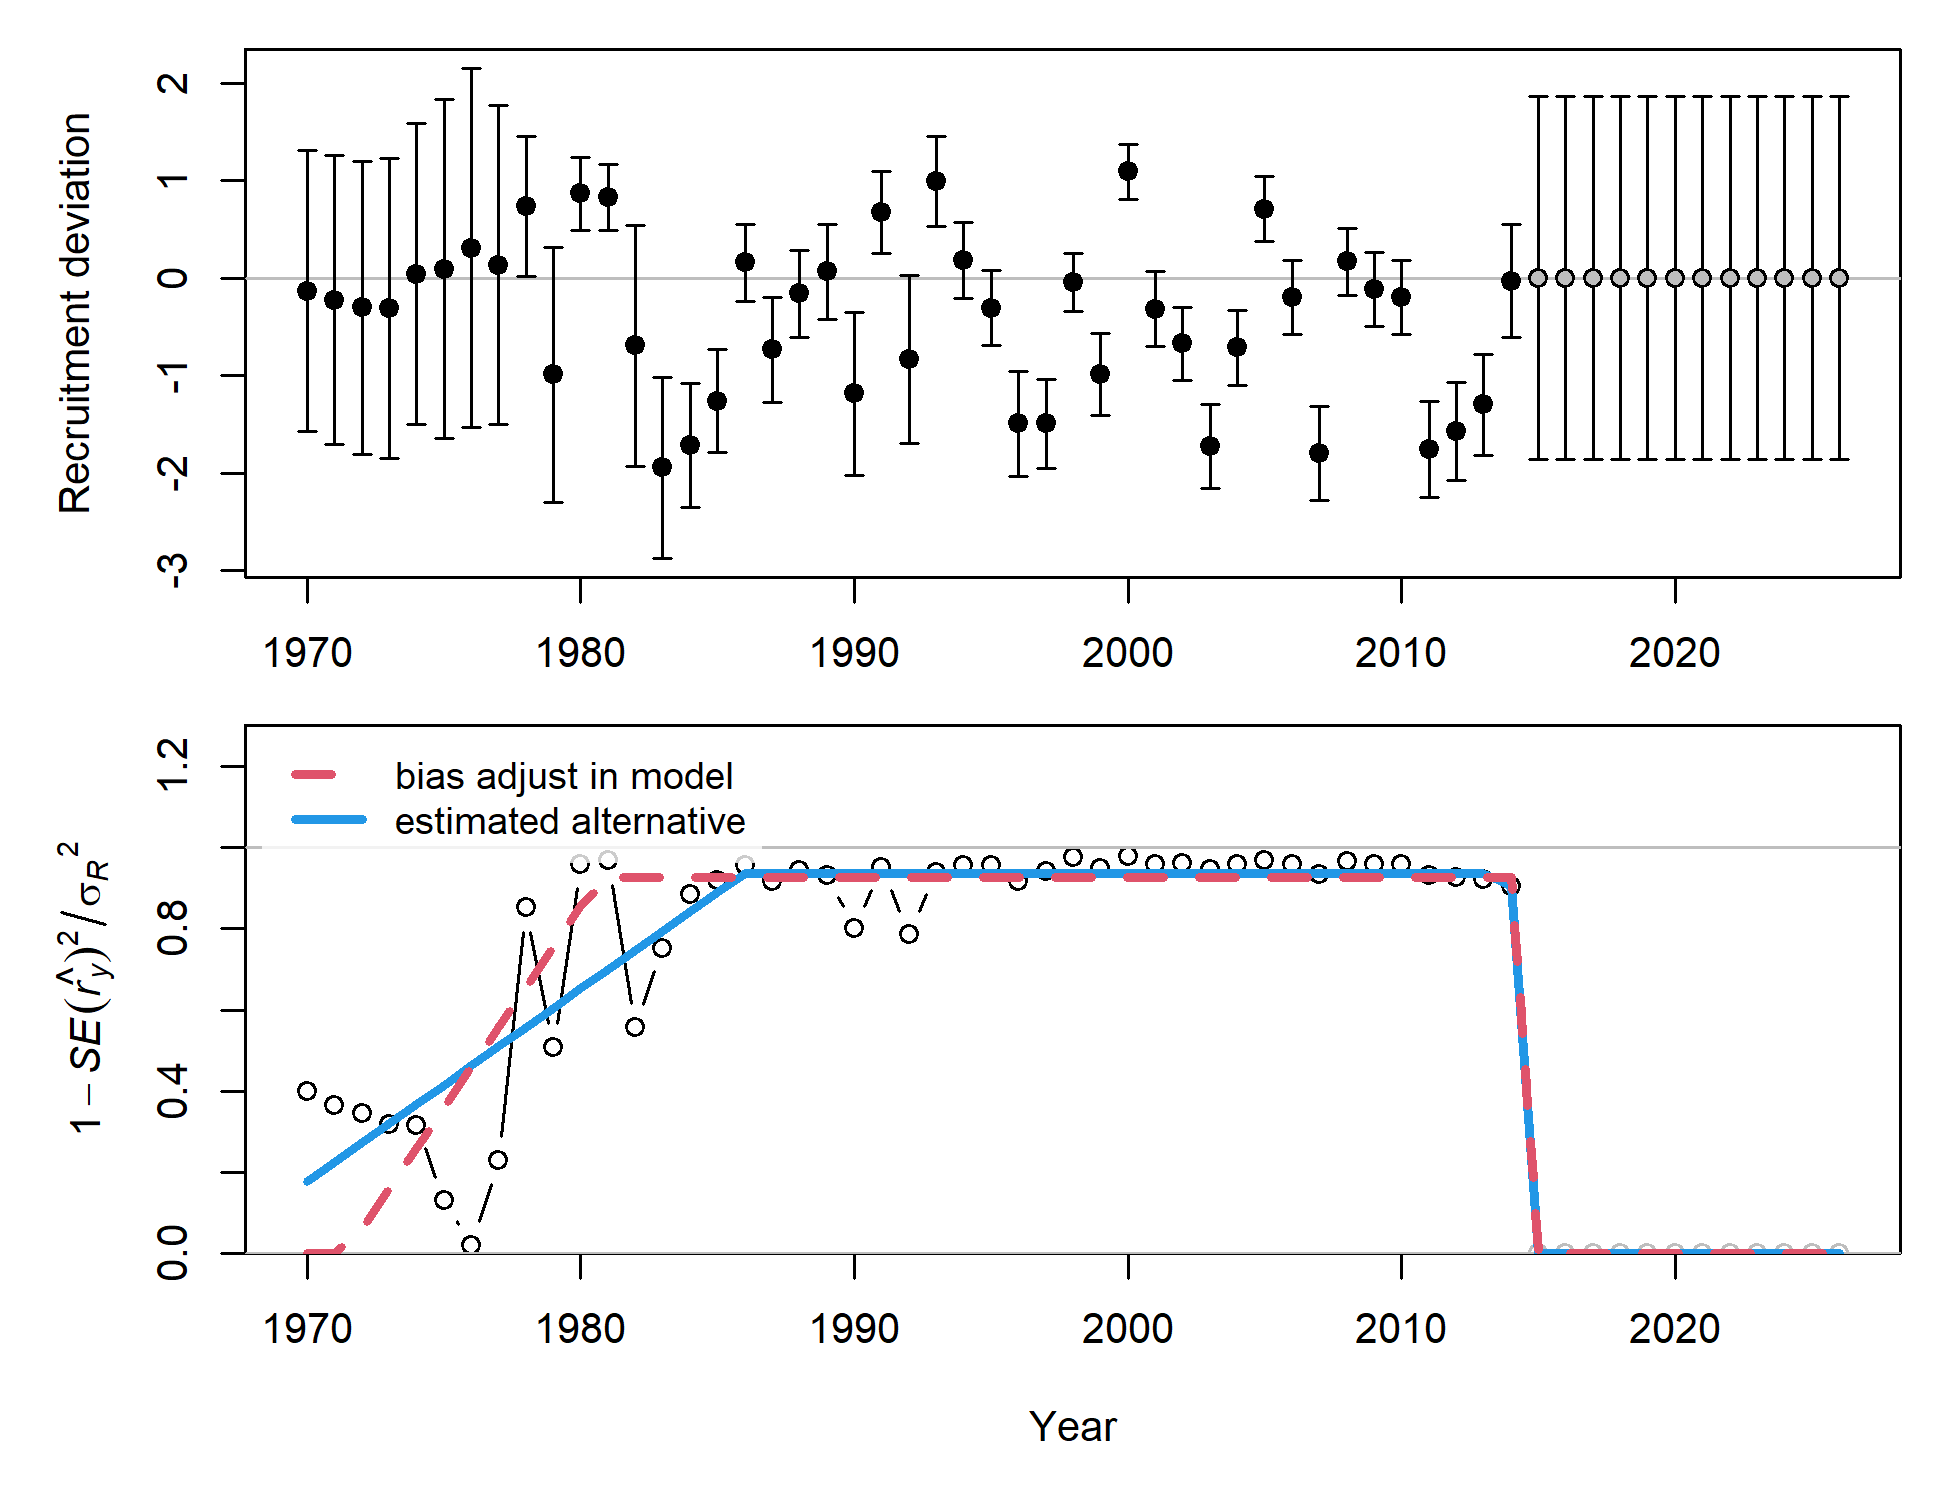 Recruitment deviation
2
1
0
-1
-2
-3
1970 1980 1990 2000 2010 2020
bias adjust in model
estimated alternative
1 − SE(r̂y)² / σR²
1.2
0.8
0.4
0.0
1970 1980 1990 2000 2010 2020
Year